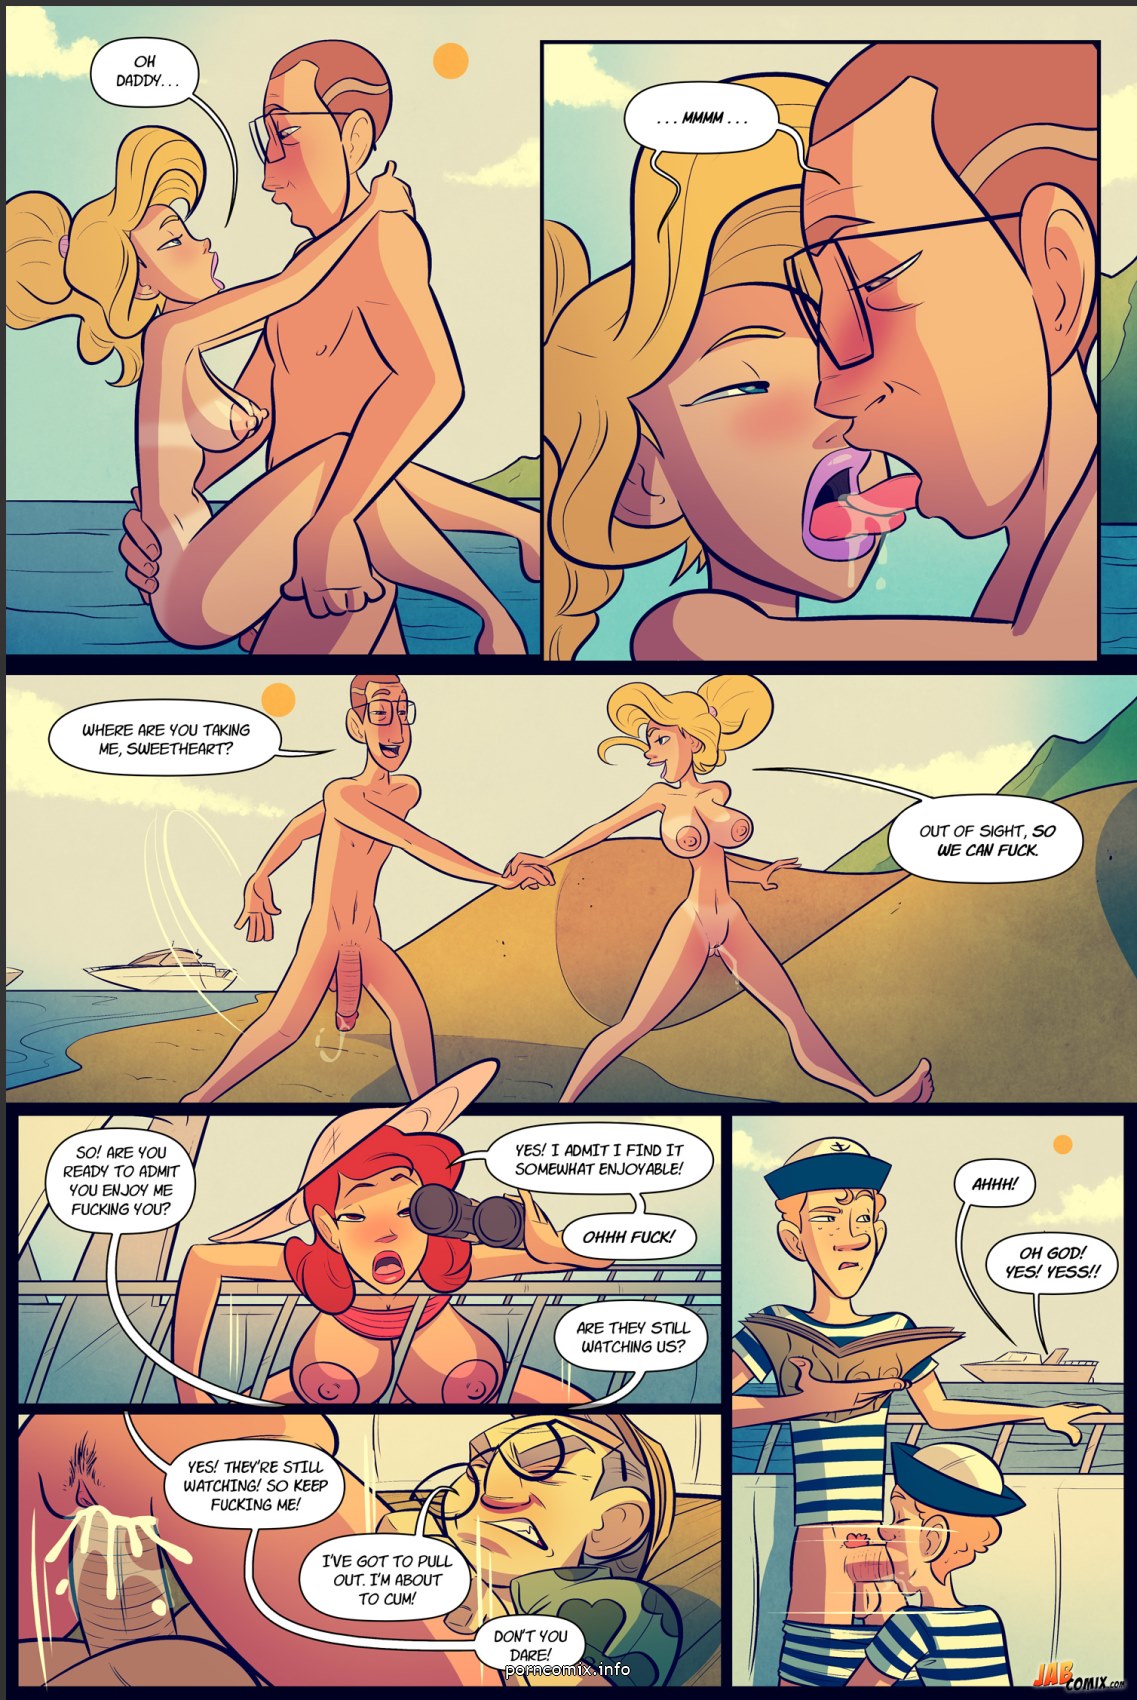 OH
DADDY...
...MMMM...
WHERE ARE YOU TAKING
ME, SWEETHEART?
OUT OF SIGHT, SO
WE CAN FUCK.
SO! ARE YOU
READY TO ADMIT
YOU ENJOY ME
FUCKING YOU?
YES! I ADMIT I FIND IT
SOMEWHAT ENJOYABLE!
OHHH FUCK!
ARE THEY STILL
WATCHING US?
YES! THEY'RE STILL
WATCHING! SO KEEP
FUCKING ME!
I'VE GOT TO PULL
OUT. I'M ABOUT
TO CUM!
DON'T YOU
DARE!
AHHH!
OH GOD!
YES! YESS!!
porncomix.info
JAB
COMIX.com